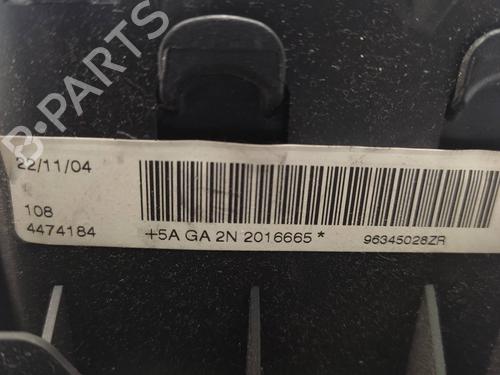 B-PARTS
22/11/04
108
4474184
+5A GA 2N 2016665 *
96345028ZR